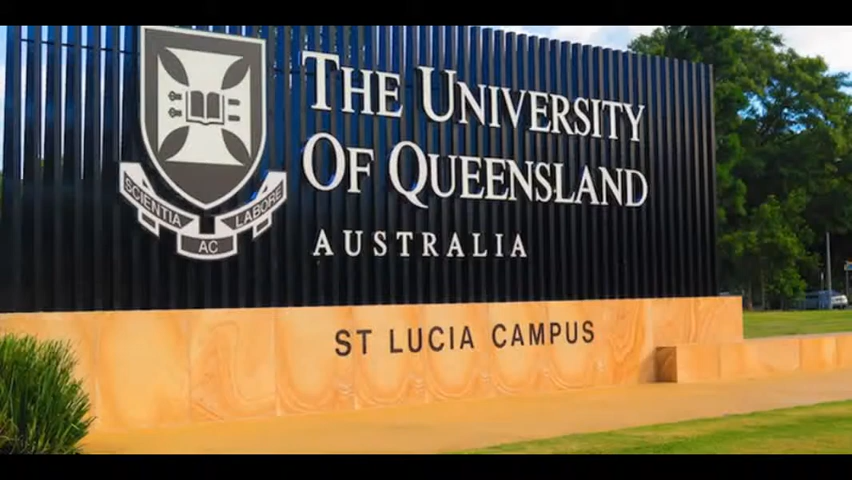 THE UNIVERSITY
OF QUEENSLAND
AUSTRALIA
SCIENTIA
AC
LABORE
ST LUCIA CAMPUS